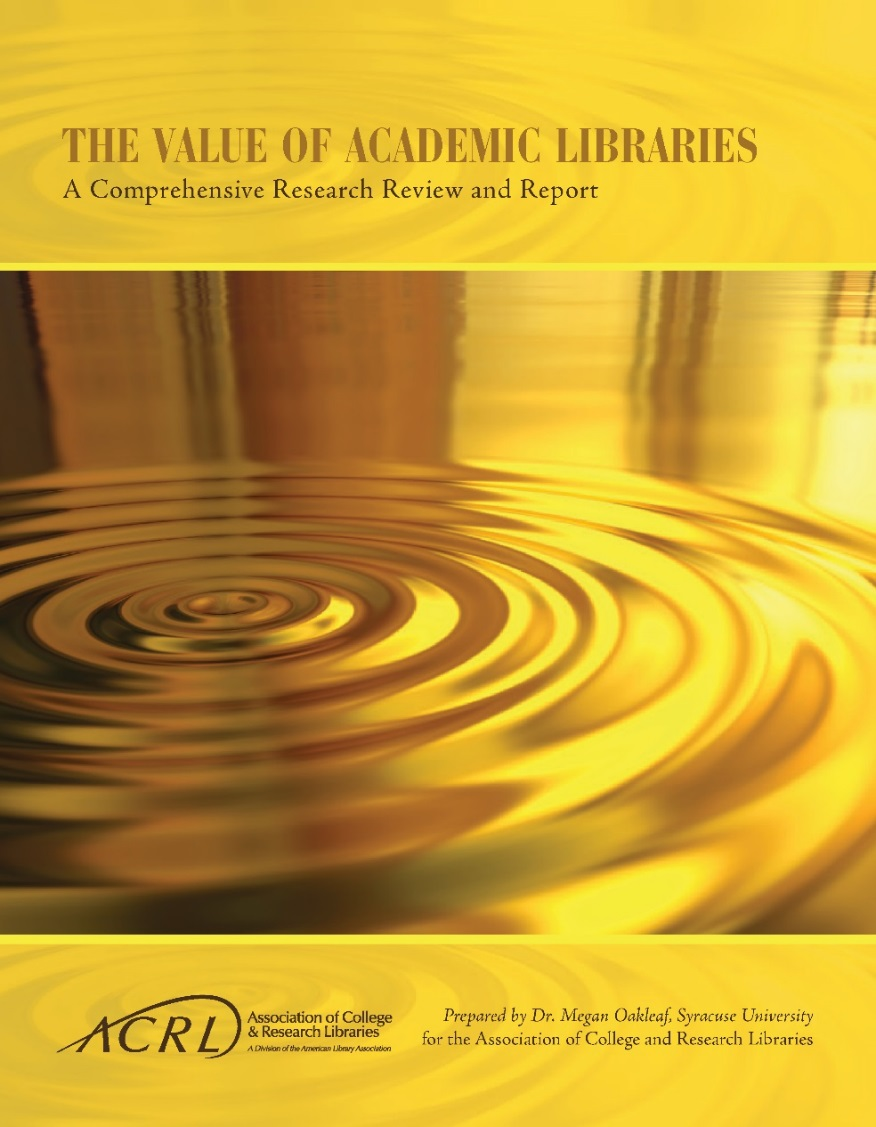 THE VALUE OF ACADEMIC LIBRARIES
A Comprehensive Research Review and Report
ACRL
Association of College
& Research Libraries
A Division of the American Library Association
Prepared by Dr. Megan Oakleaf, Syracuse University
for the Association of College and Research Libraries